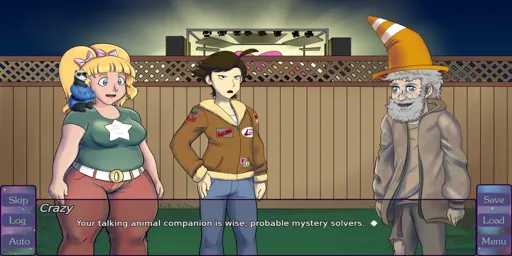 Crazy
Your talking animal companion is wise, probable mystery solvers.
Skip
Log
Auto
Save
Load
Menu